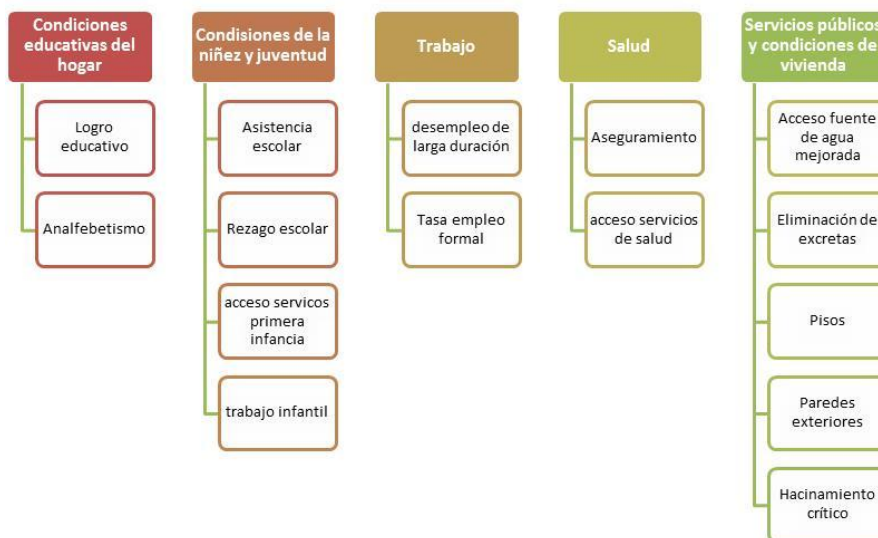 Condiciones
educativas del
hogar
Logro
educativo
Analfebetismo
Condisiones de la
niñez y juventud
Asistencia
escolar
Rezago escolar
acceso servicos
primera
infancia
trabajo infantil
Trabajo
desempleo de
larga duración
Tasa empleo
formal
Salud
Aseguramiento
acceso servicios
de salud
Servicios públicos
y condiciones de
vivienda
Acceso fuente
de agua
mejorada
Eliminación de
excretas
Pisos
Paredes
exteriores
Hacinamiento
crítico